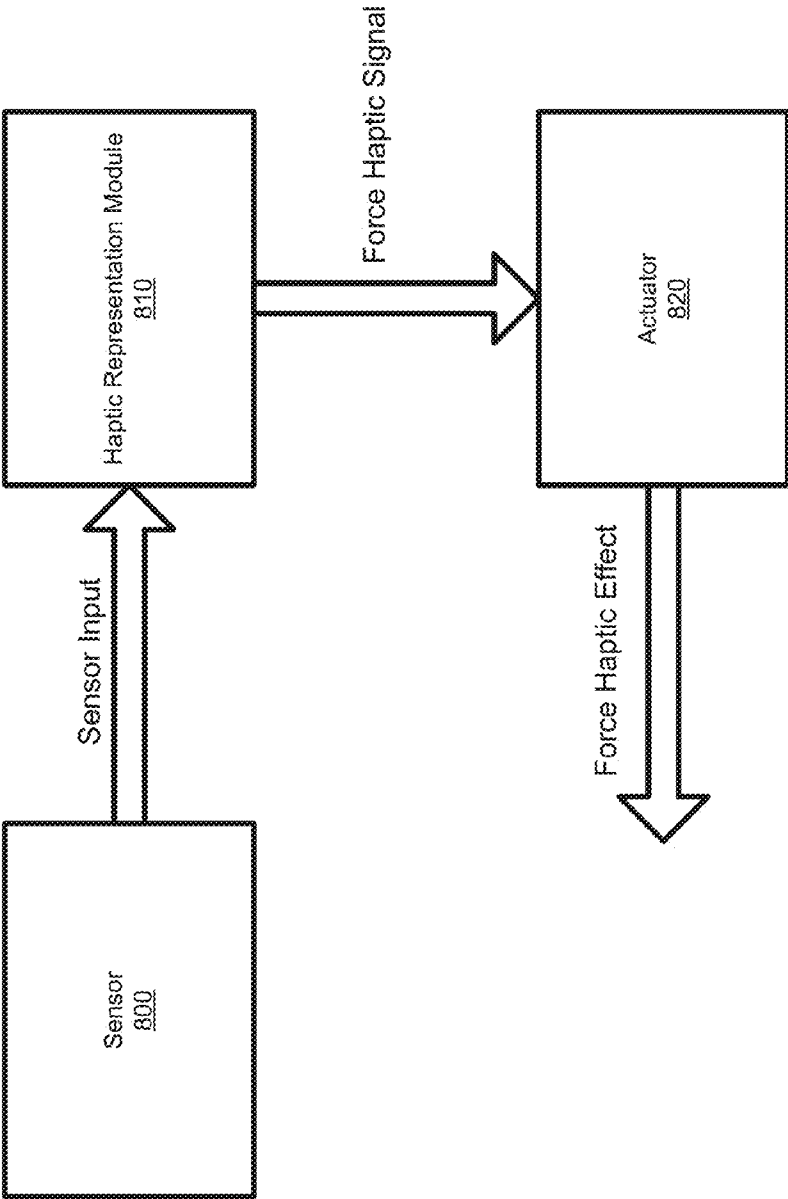 Sensor
800
Sensor Input
Haptic Representation Module
810
Force Haptic Signal
Actuator
820
Force Haptic Effect